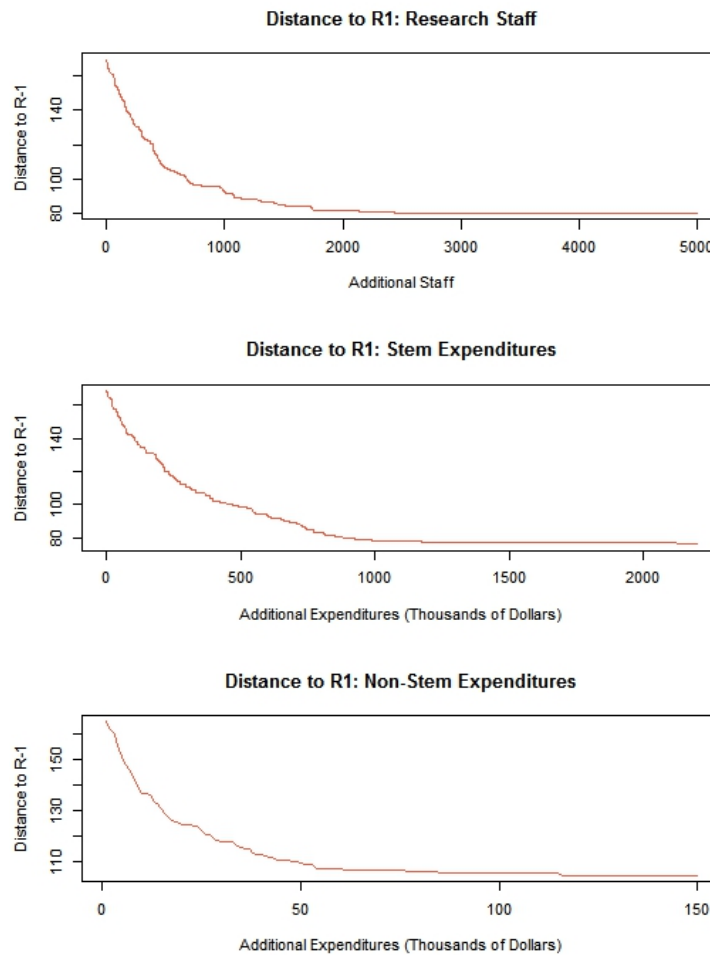 Distance to R1: Research Staff
Distance to R-1
140
100
80
0 1000 2000 3000 4000 5000
Additional Staff
Distance to R1: Stem Expenditures
Distance to R-1
140
100
80
0 500 1000 1500 2000
Additional Expenditures (Thousands of Dollars)
Distance to R1: Non-Stem Expenditures
Distance to R-1
150
130
110
0 50 100 150
Additional Expenditures (Thousands of Dollars)